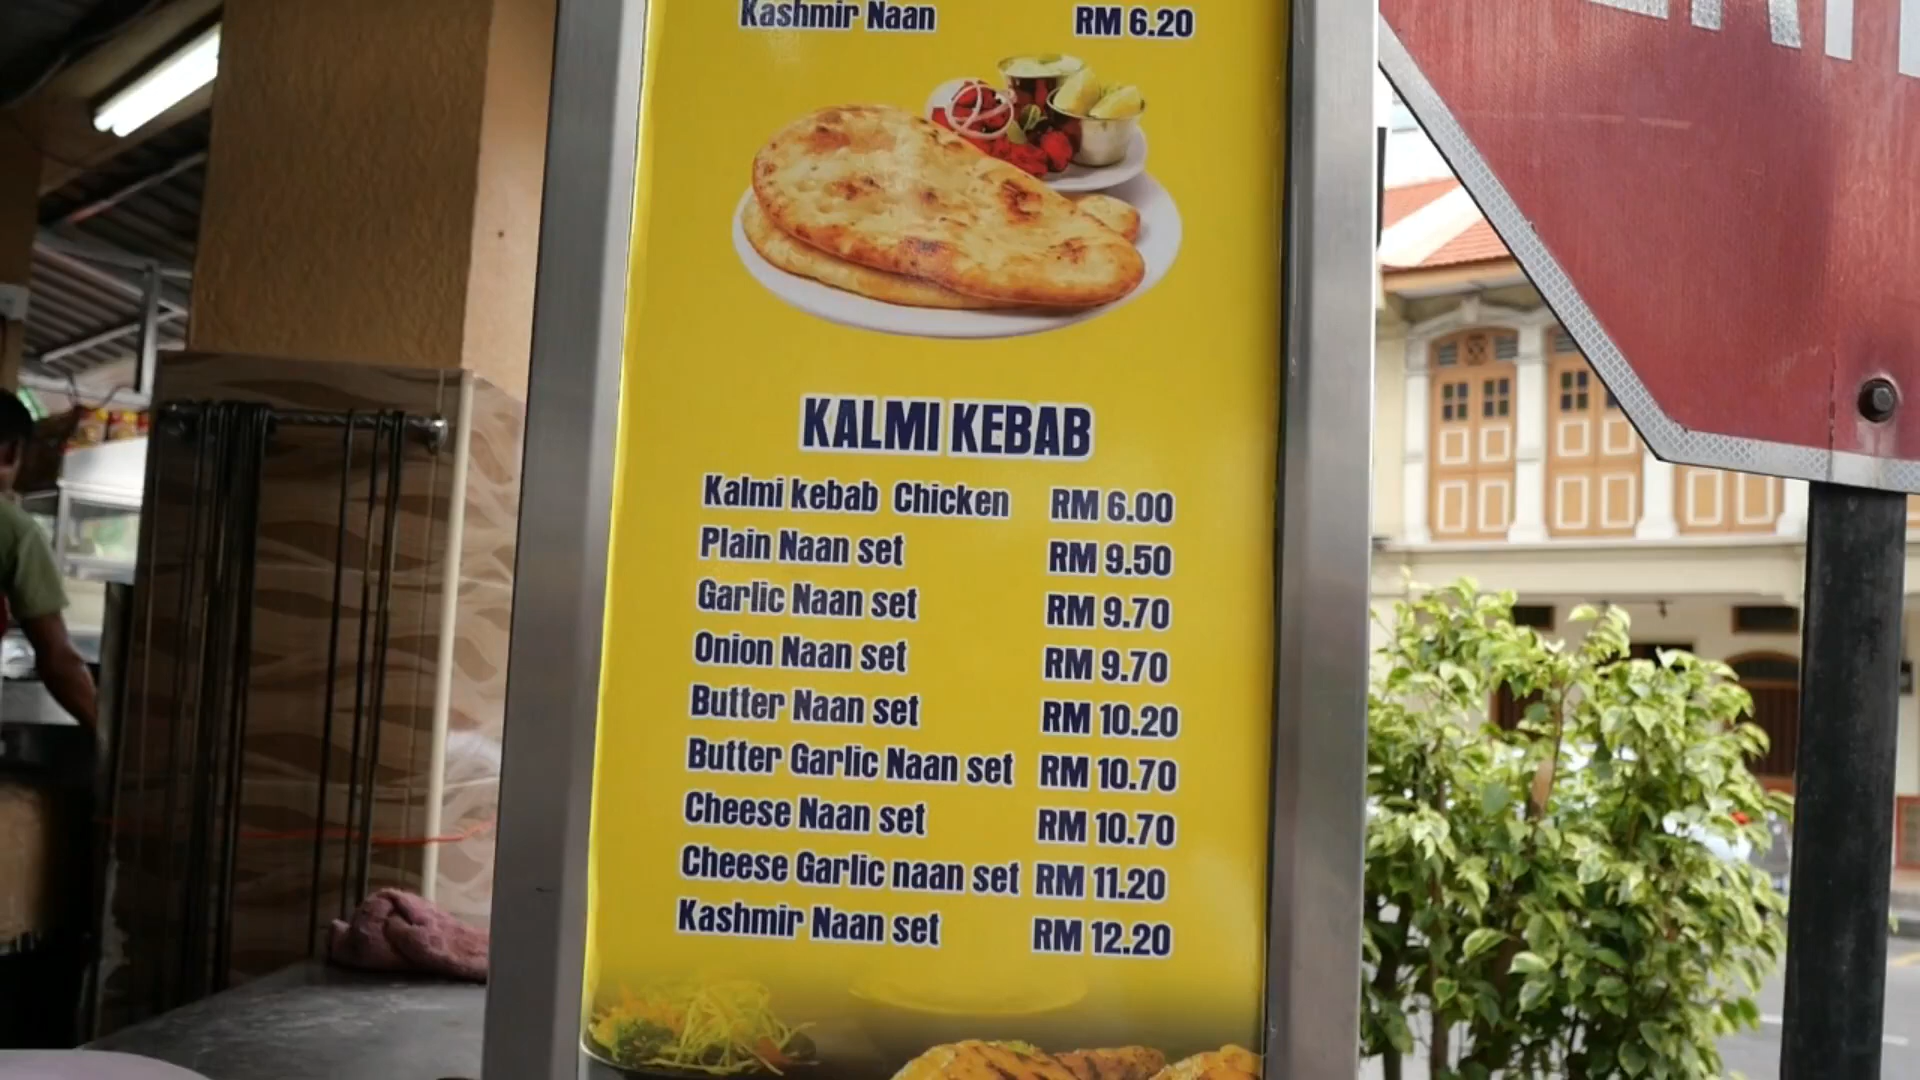 Kashmir Naan RM 6.20
KALMI KEBAB
Kalmi kebab Chicken RM 6.00
Plain Naan set RM 9.50
Garlic Naan set RM 9.70
Onion Naan set RM 9.70
Butter Naan set RM 10.20
Butter Garlic Naan set RM 10.70
Cheese Naan set RM 10.70
Cheese Garlic naan set RM 11.20
Kashmir Naan set RM 12.20